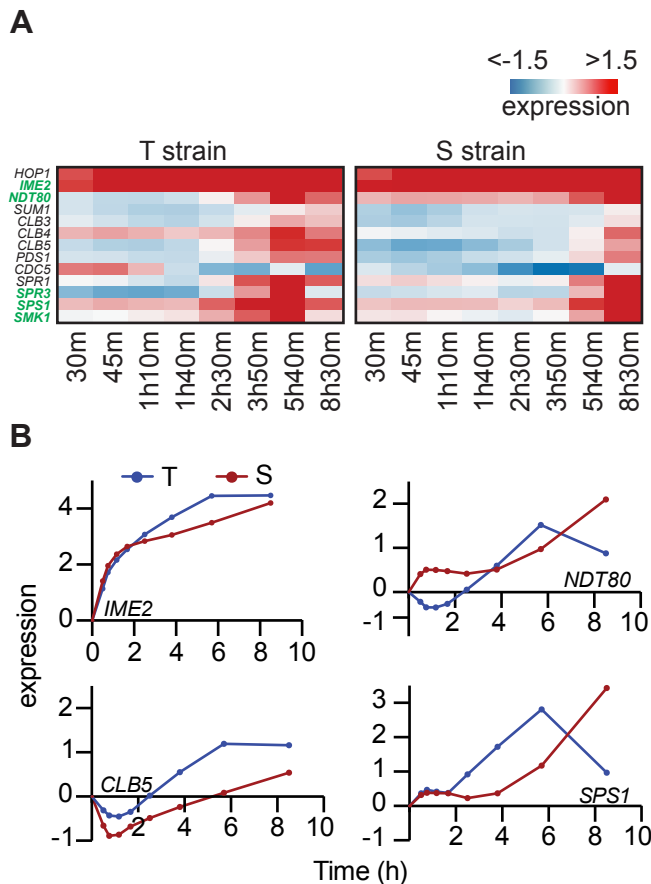 A
<-1.5 >1.5
expression
T strain S strain
HOP1
IME2
NDT80
SUM1
CLB3
CLB4
CLB5
PDS1
CDC5
SPR1
SPR3
SPS1
SMK1
30m 45m 1h10m 1h40m 2h30m 3h50m 5h40m 8h30m 30m 45m 1h10m 1h40m 2h30m 3h50m 5h40m 8h30m
B
T S
4
2
0
0 2 4 6 8 10
IME2
2
1
0
-1
2 4 6 8 10
NDT80
expression
2
1
0
-1
2 4 6 8 10
CLB5
3
2
1
0
0 2 4 6 8 10
SPS1
Time (h)